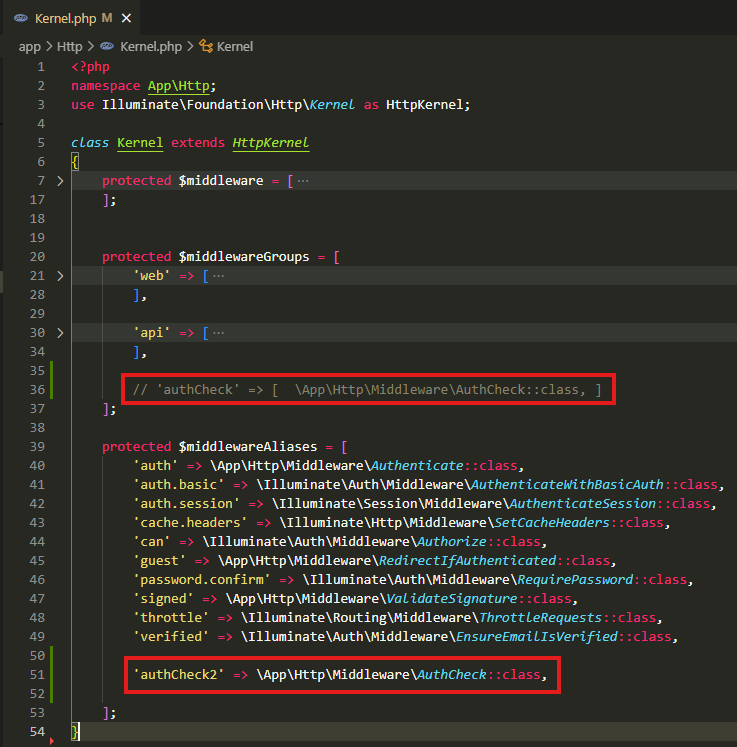 Kernel.php M ×
app > Http > Kernel.php > Kernel
1 <?php
2 namespace App\Http;
3 use Illuminate\Foundation\Http\Kernel as HttpKernel;
4
5 class Kernel extends HttpKernel
6 {
7 > protected $middleware = [ ···
17 ];
18
19
20 protected $middlewareGroups = [
21 > 'web' => [ ···
28 ],
29
30 > 'api' => [ ···
34 ],
35
36 // 'authCheck' => [  \App\Http\Middleware\AuthCheck::class, ]
37 ];
38
39 protected $middlewareAliases = [
40 'auth' => \App\Http\Middleware\Authenticate::class,
41 'auth.basic' => \Illuminate\Auth\Middleware\AuthenticateWithBasicAuth::class,
42 'auth.session' => \Illuminate\Session\Middleware\AuthenticateSession::class,
43 'cache.headers' => \Illuminate\Http\Middleware\SetCacheHeaders::class,
44 'can' => \Illuminate\Auth\Middleware\Authorize::class,
45 'guest' => \App\Http\Middleware\RedirectIfAuthenticated::class,
46 'password.confirm' => \Illuminate\Auth\Middleware\RequirePassword::class,
47 'signed' => \App\Http\Middleware\ValidateSignature::class,
48 'throttle' => \Illuminate\Routing\Middleware\ThrottleRequests::class,
49 'verified' => \Illuminate\Auth\Middleware\EnsureEmailIsVerified::class,
50
51 'authCheck2' => \App\Http\Middleware\AuthCheck::class,
52
53 ];
54 }